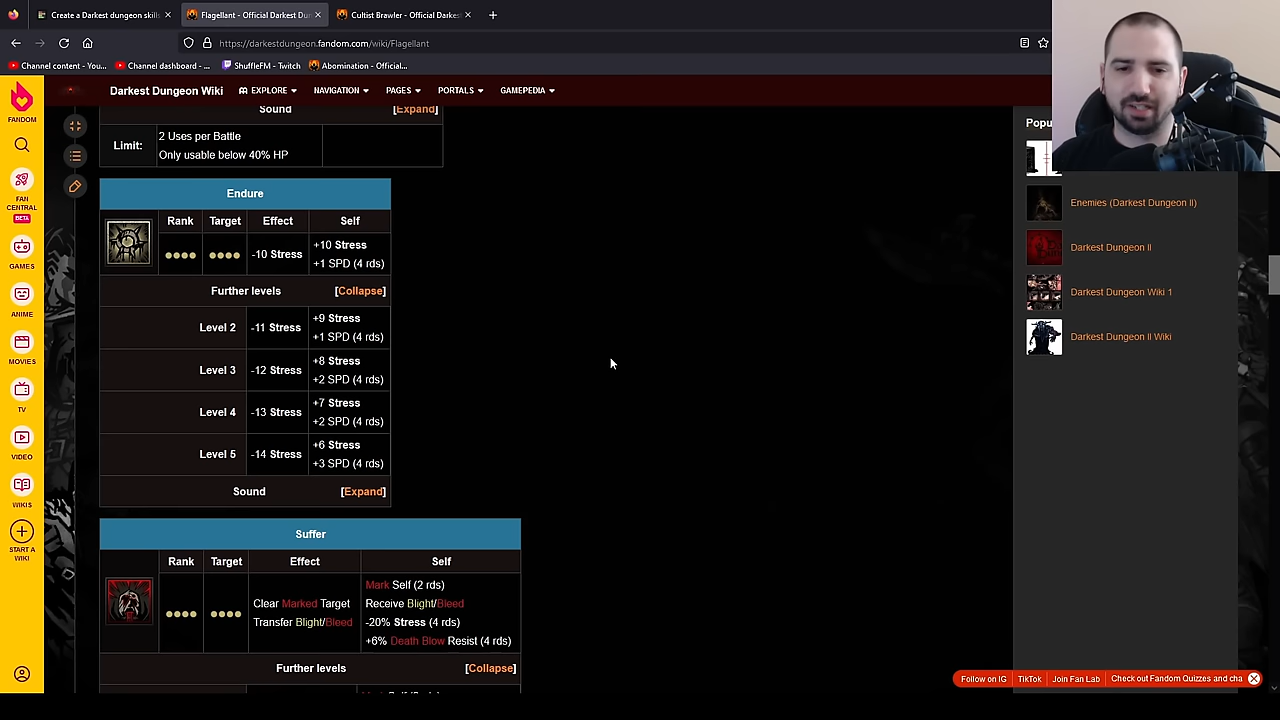 Create a Darkest dungeon skill
Flagellant - Official Darkest Du
Cultist Brawler - Official Darkes
https://darkestdungeon.fandom.com/wiki/Flagellant
Channel content - You...
Channel dashboard - ...
ShuffleFM - Twitch
Abomination - Official...
FANDOM
FAN CENTRAL
BETA
GAMES
ANIME
MOVIES
TV
VIDEO
WIKIS
START A WIKI
Darkest Dungeon Wiki
EXPLORE
NAVIGATION
PAGES
PORTALS
GAMEPEDIA
Sound [Expand]
Limit:
2 Uses per Battle
Only usable below 40% HP
Endure
Rank Target Effect Self
-10 Stress
+10 Stress
+1 SPD (4 rds)
Further levels [Collapse]
Level 2 -11 Stress
+9 Stress
+1 SPD (4 rds)
Level 3 -12 Stress
+8 Stress
+2 SPD (4 rds)
Level 4 -13 Stress
+7 Stress
+2 SPD (4 rds)
Level 5 -14 Stress
+6 Stress
+3 SPD (4 rds)
Sound [Expand]
Suffer
Rank Target Effect Self
Clear Marked Target
Transfer Blight/Bleed
Mark Self (2 rds)
Receive Blight/Bleed
-20% Stress (4 rds)
+6% Death Blow Resist (4 rds)
Further levels [Collapse]
Popu
Enemies (Darkest Dungeon II)
Darkest Dungeon II
Darkest Dungeon Wiki 1
Darkest Dungeon II Wiki
Follow on IG
TikTok
Join Fan Lab
Check out Fandom Quizzes and cha